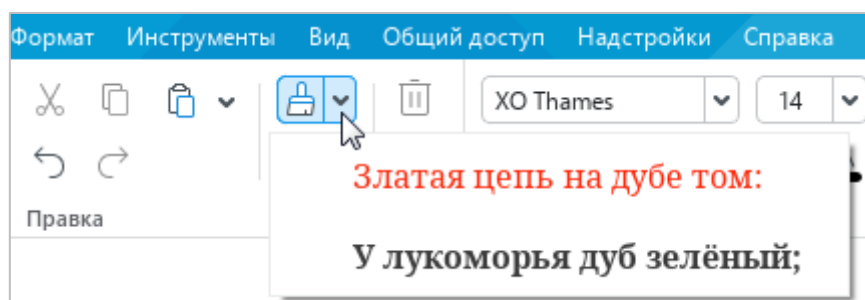 Формат Инструменты Вид Общий доступ Надстройки Справка
XO Thames 14
Златая цепь на дубе том:
Правка
У лукоморья дуб зелёный;